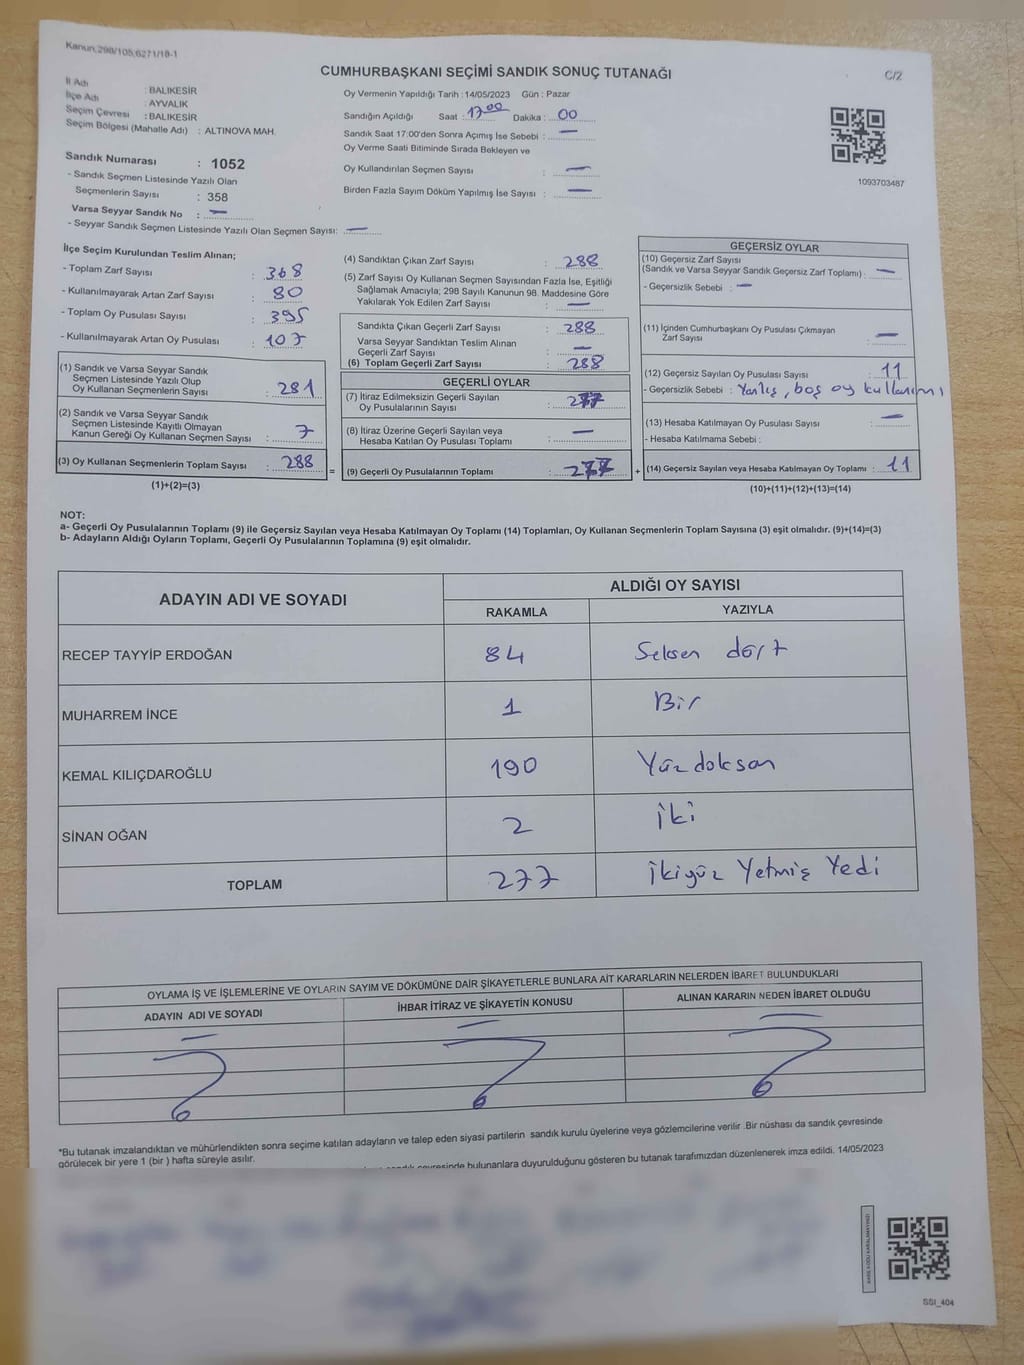 Kanun;298/105,6271/18-1
CUMHURBAŞKANI SEÇİMİ SANDIK SONUÇ TUTANAĞI
C/2
İl Adı : BALIKESİR
İlçe Adı : AYVALIK
Seçim Çevresi : BALIKESİR
Seçim Bölgesi (Mahalle Adı) : ALTINOVA MAH.
Sandık Numarası : 1052
- Sandık Seçmen Listesinde Yazılı Olan
Seçmenlerin Sayısı : 358
Varsa Seyyar Sandık No : —
- Seyyar Sandık Seçmen Listesinde Yazılı Olan Seçmen Sayısı: —
Oy Vermenin Yapıldığı Tarih :14/05/2023 Gün : Pazar
Sandığın Açıldığı Saat : 17.00 Dakika : 00
Sandık Saat 17:00'den Sonra Açımış İse Sebebi : —
Oy Verme Saati Bitiminde Sırada Bekleyen ve
Oy Kullandırılan Seçmen Sayısı : —
Birden Fazla Sayım Döküm Yapılmış İse Sayısı : —
1093703487
İlçe Seçim Kurulundan Teslim Alınan;
- Toplam Zarf Sayısı : 368
- Kullanılmayarak Artan Zarf Sayısı : 80
- Toplam Oy Pusulası Sayısı : 395
- Kullanılmayarak Artan Oy Pusulası : 107
(1) Sandık ve Varsa Seyyar Sandık
Seçmen Listesinde Yazılı Olup
Oy Kullanan Seçmenlerin Sayısı : 281
(2) Sandık ve Varsa Seyyar Sandık
Seçmen Listesinde Kayıtlı Olmayan
Kanun Gereği Oy Kullanan Seçmen Sayısı : 7
(3) Oy Kullanan Seçmenlerin Toplam Sayısı : 288
(1)+(2)=(3)
(4) Sandıktan Çıkan Zarf Sayısı : 288
(5) Zarf Sayısı Oy Kullanan Seçmen Sayısından Fazla İse, Eşitliği
Sağlamak Amacıyla; 298 Sayılı Kanunun 98. Maddesine Göre
Yakılarak Yok Edilen Zarf Sayısı : —
Sandıkta Çıkan Geçerli Zarf Sayısı : 288
Varsa Seyyar Sandıktan Teslim Alınan
Geçerli Zarf Sayısı : —
(6) Toplam Geçerli Zarf Sayısı : 288
GEÇERLİ OYLAR
(7) İtiraz Edilmeksizin Geçerli Sayılan
Oy Pusulalarının Sayısı : 277
(8) İtiraz Üzerine Geçerli Sayılan veya
Hesaba Katılan Oy Pusulası Toplamı : —
= (9) Geçerli Oy Pusulalarının Toplamı : 277 +
GEÇERSİZ OYLAR
(10) Geçersiz Zarf Sayısı
(Sandık ve Varsa Seyyar Sandık Geçersiz Zarf Toplamı) : —
- Geçersizlik Sebebi : —
(11) İçinden Cumhurbaşkanı Oy Pusulası Çıkmayan
Zarf Sayısı : —
(12) Geçersiz Sayılan Oy Pusulası Sayısı : 11
- Geçersizlik Sebebi : Yanlış, boş oy kullanımı
(13) Hesaba Katılmayan Oy Pusulası Sayısı : —
- Hesaba Katılmama Sebebi :
(14) Geçersiz Sayılan veya Hesaba Katılmayan Oy Toplamı : 11
(10)+(11)+(12)+(13)=(14)
NOT:
a- Geçerli Oy Pusulalarının Toplamı (9) ile Geçersiz Sayılan veya Hesaba Katılmayan Oy Toplamı (14) Toplamları, Oy Kullanan Seçmenlerin Toplam Sayısına (3) eşit olmalıdır. (9)+(14)=(3)
b- Adayların Aldığı Oyların Toplamı, Geçerli Oy Pusulalarının Toplamına (9) eşit olmalıdır.
ADAYIN ADI VE SOYADI ALDIĞI OY SAYISI
RAKAMLA YAZIYLA
RECEP TAYYİP ERDOĞAN 84 Seksen dört
MUHARREM İNCE 1 Bir
KEMAL KILIÇDAROĞLU 190 Yüzdoksan
SİNAN OĞAN 2 İki
TOPLAM 277 İkiyüz Yetmiş Yedi
OYLAMA İŞ VE İŞLEMLERİNE VE OYLARIN SAYIM VE DÖKÜMÜNE DAİR ŞİKAYETLERLE BUNLARA AİT KARARLARIN NELERDEN İBARET BULUNDUKLARI
ADAYIN ADI VE SOYADI İHBAR İTİRAZ VE ŞİKAYETİN KONUSU ALINAN KARARIN NEDEN İBARET OLDUĞU
*Bu tutanak imzalandıktan ve mühürlendikten sonra seçime katılan adayların ve talep eden siyasi partilerin sandık kurulu üyelerine veya gözlemcilerine verilir .Bir nüshası da sandık çevresinde
görülecek bir yere 1 (bir ) hafta süreyle asılır.
bulunanlara duyurulduğunu gösteren bu tutanak tarafımızdan düzenlenerek imza edildi. 14/05/2023
SSI_404